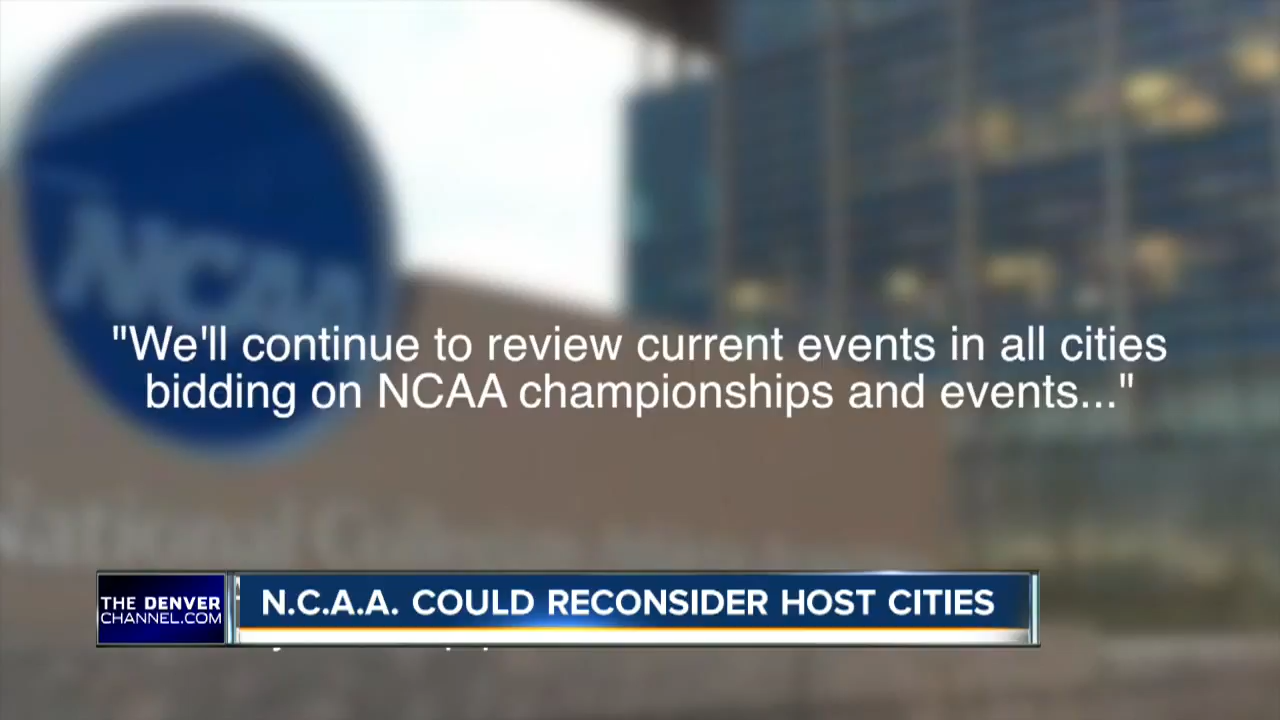 NCAA
"We'll continue to review current events in all cities
bidding on NCAA championships and events..."
National
THE DENVER
CHANNEL.COM
N.C.A.A. COULD RECONSIDER HOST CITIES